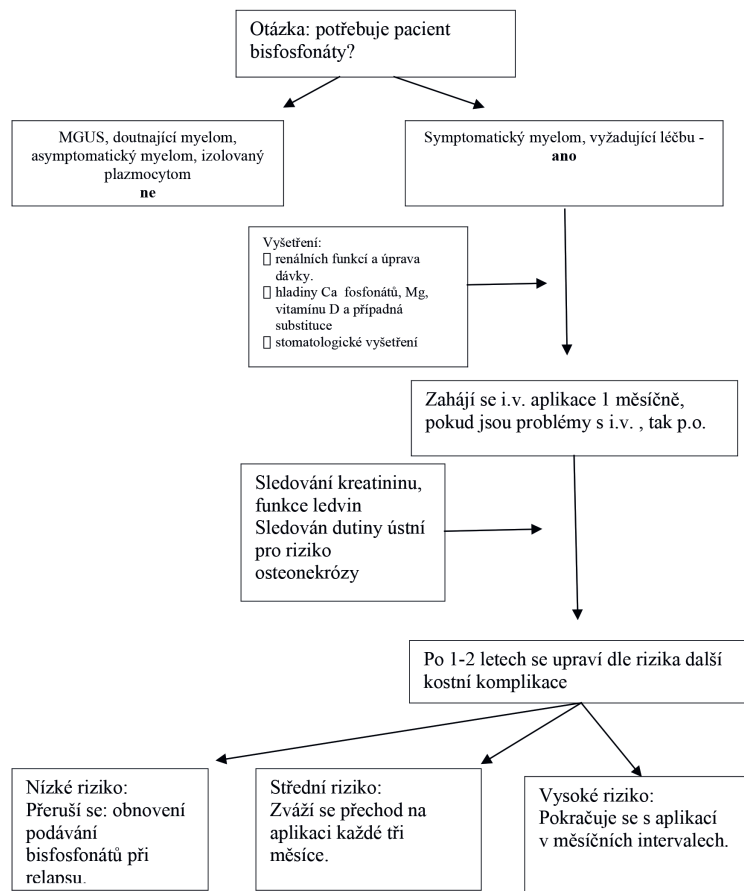 Otázka: potřebuje pacient
bisfosfonáty?
MGUS, doutnající myelom,
asymptomatický myelom, izolovaný
plazmocytom
ne
Symptomatický myelom, vyžadující léčbu -
ano
Vyšetření:
▯ renálních funkcí a úprava
dávky.
▯ hladiny Ca fosfonátů, Mg,
vitamínu D a případná
substituce
▯ stomatologické vyšetření
Zahájí se i.v. aplikace 1 měsíčně,
pokud jsou problémy s i.v. , tak p.o.
Sledování kreatininu,
funkce ledvin
Sledován dutiny ústní
pro riziko
osteonekrózy
Po 1-2 letech se upraví dle rizika další
kostní komplikace
Nízké riziko:
Přeruší se: obnovení
podávání
bisfosfonátů při
relapsu.
Střední riziko:
Zváží se přechod na
aplikaci každé tři
měsíce.
Vysoké riziko:
Pokračuje se s aplikací
v měsíčních intervalech.